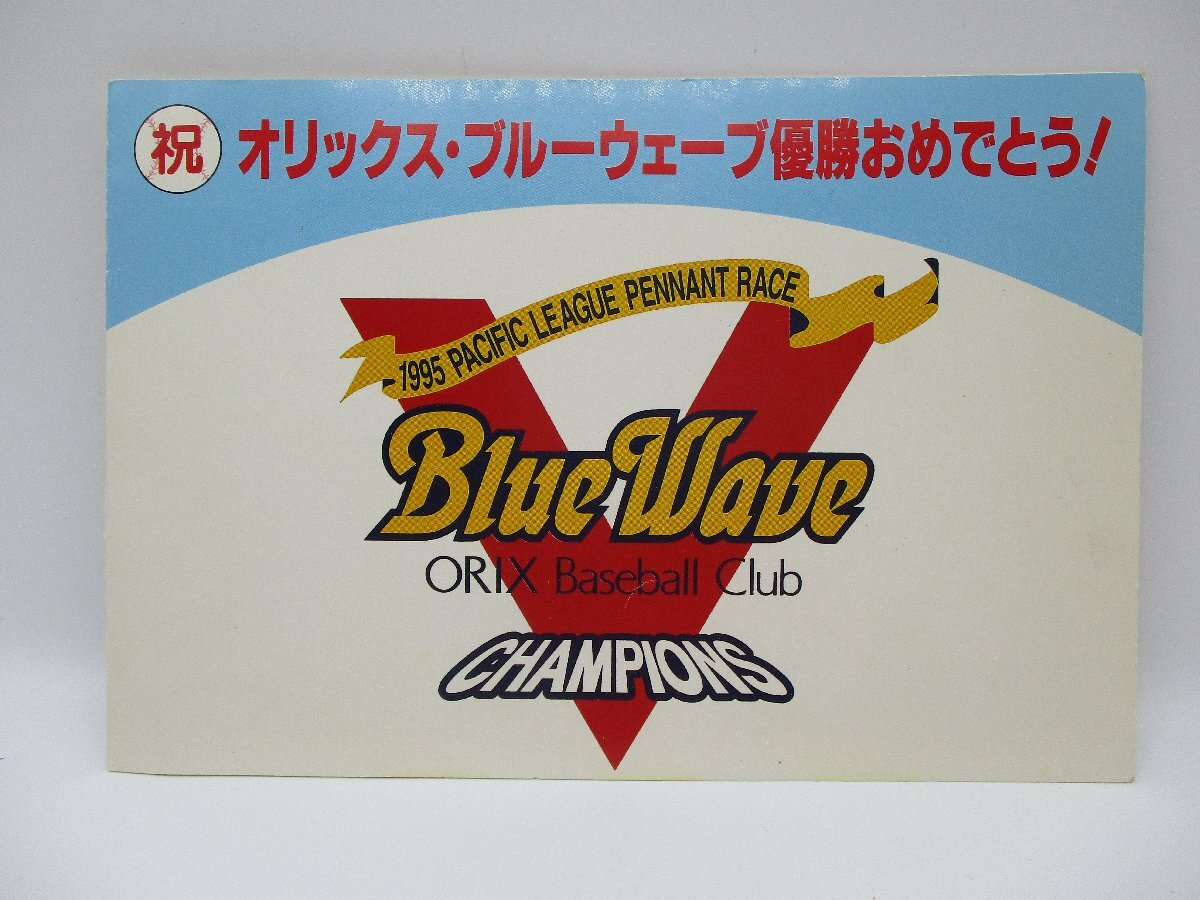 祝 オリックス・ブルーウェーブ優勝おめでとう!
1995 PACIFIC LEAGUE PENNANT RACE
Blue Wave
ORIX Baseball Club
CHAMPIONS